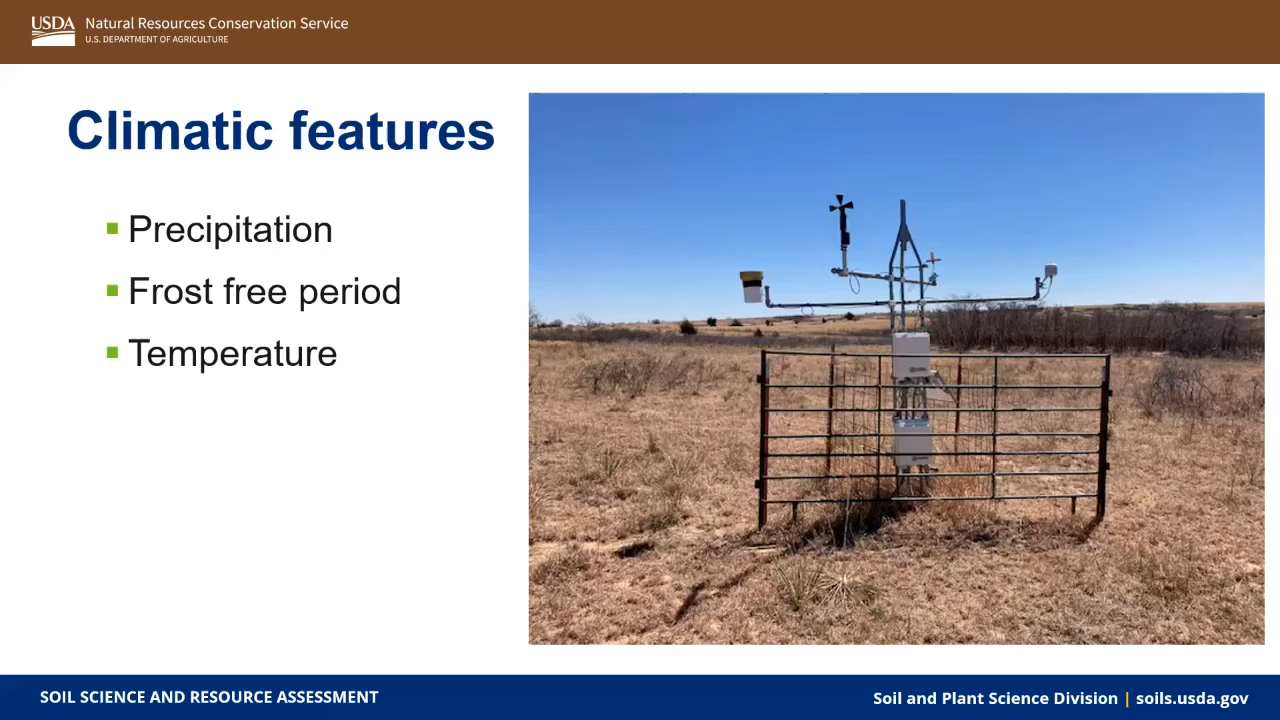 USDA
Natural Resources Conservation Service
U.S. DEPARTMENT OF AGRICULTURE
Climatic features
Precipitation
Frost free period
Temperature
SOIL SCIENCE AND RESOURCE ASSESSMENT
Soil and Plant Science Division | soils.usda.gov